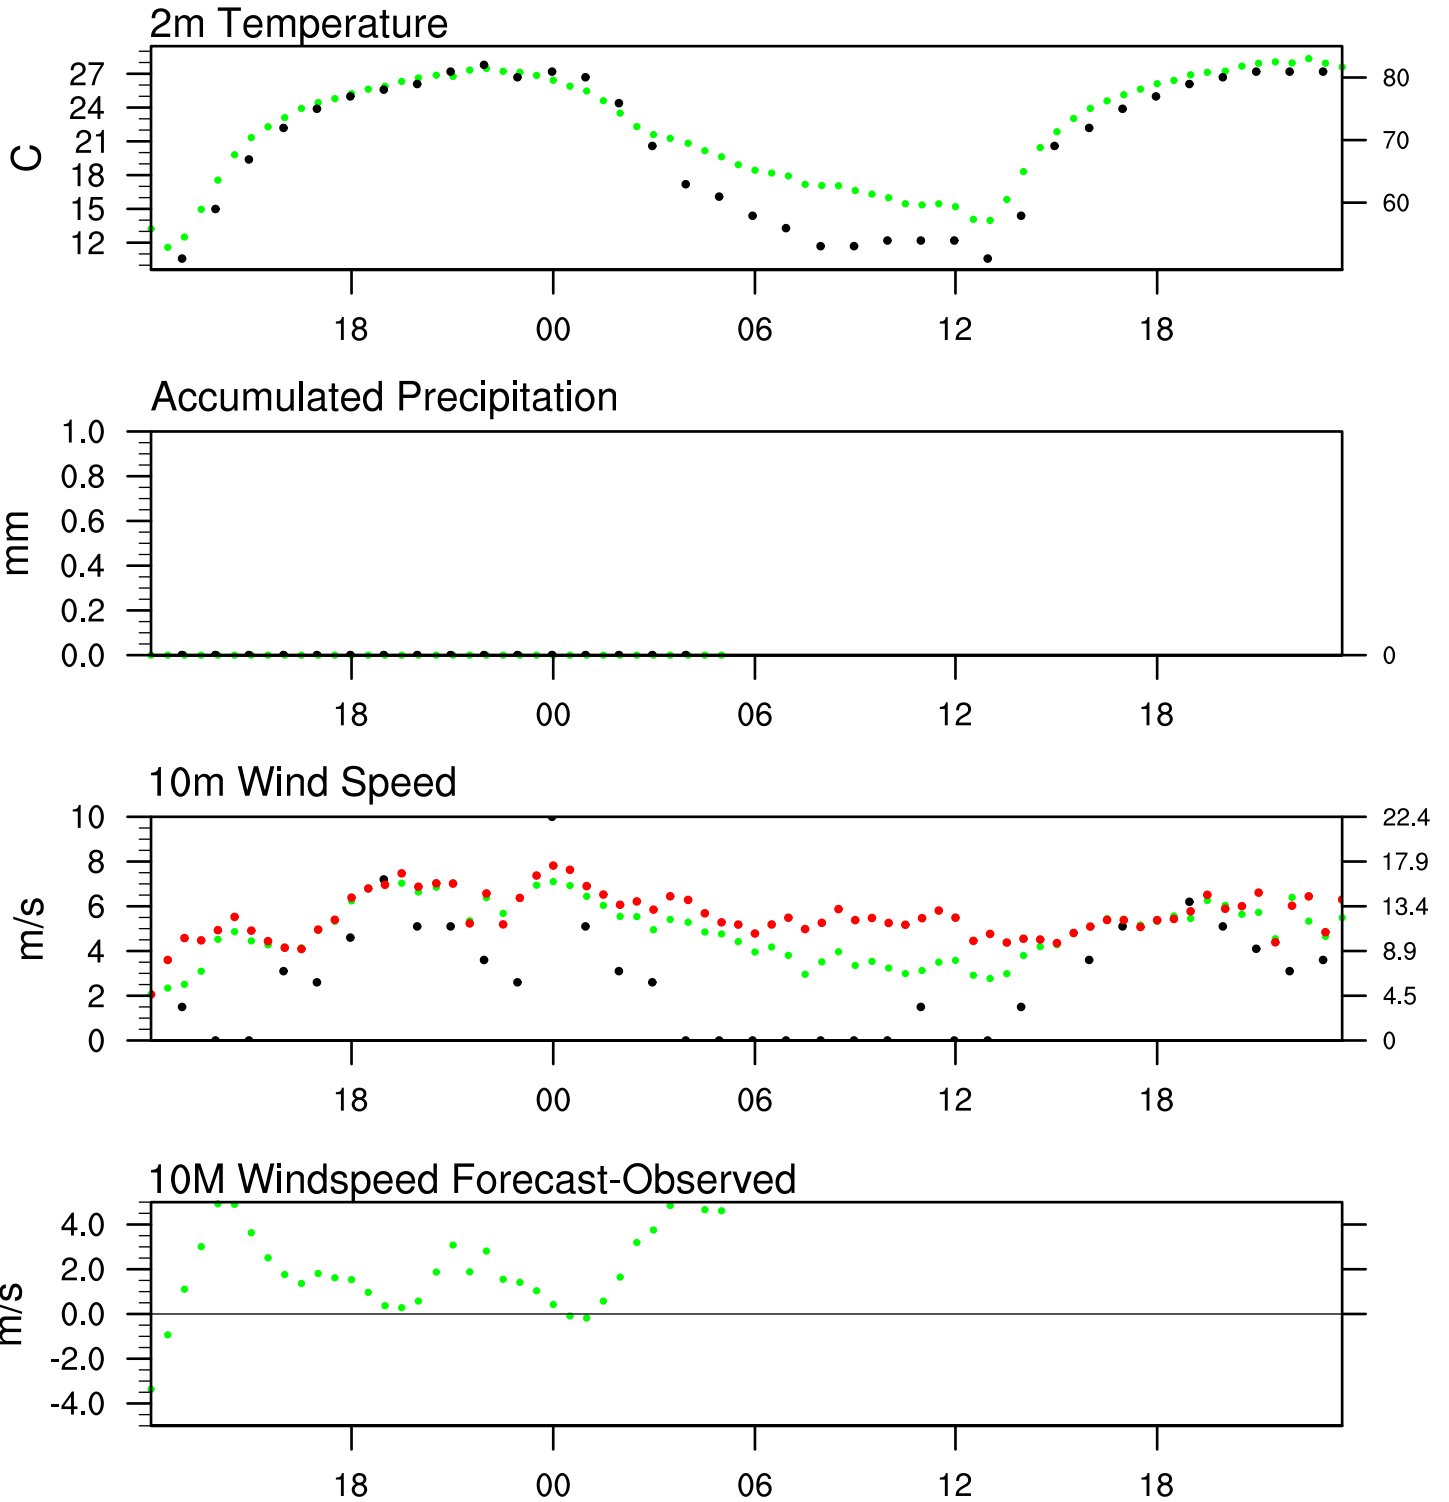 2m Temperature
C
27
24
21
18
15
12
80
70
60
18 00 06 12 18
Accumulated Precipitation
mm
1.0
0.8
0.6
0.4
0.2
0.0
0
18 00 06 12 18
10m Wind Speed
m/s
10
8
6
4
2
0
22.4
17.9
13.4
8.9
4.5
0
18 00 06 12 18
10M Windspeed Forecast-Observed
m/s
4.0
2.0
0.0
-2.0
-4.0
18 00 06 12 18